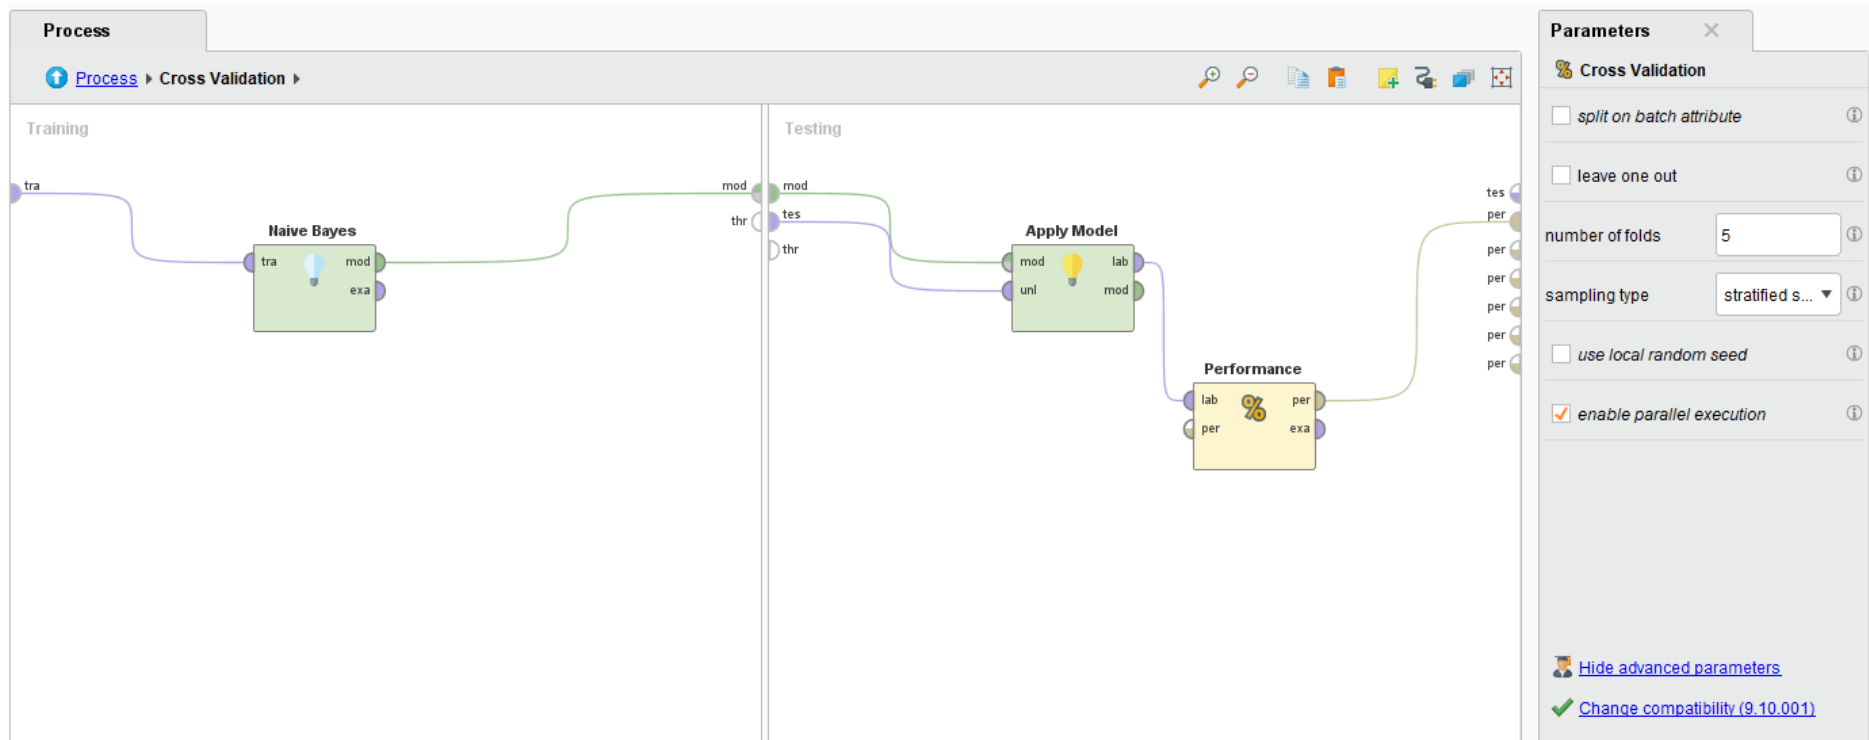 Process
Process Cross Validation
Training
tra
Naive Bayes
tra mod
exa
mod
thr
Testing
mod
tes
thr
Apply Model
mod lab
unl mod
Performance
lab % per
per exa
tes
per
per
per
per
per
per
Parameters
% Cross Validation
split on batch attribute
leave one out
number of folds 5
sampling type stratified s...
use local random seed
enable parallel execution
Hide advanced parameters
Change compatibility (9.10.001)